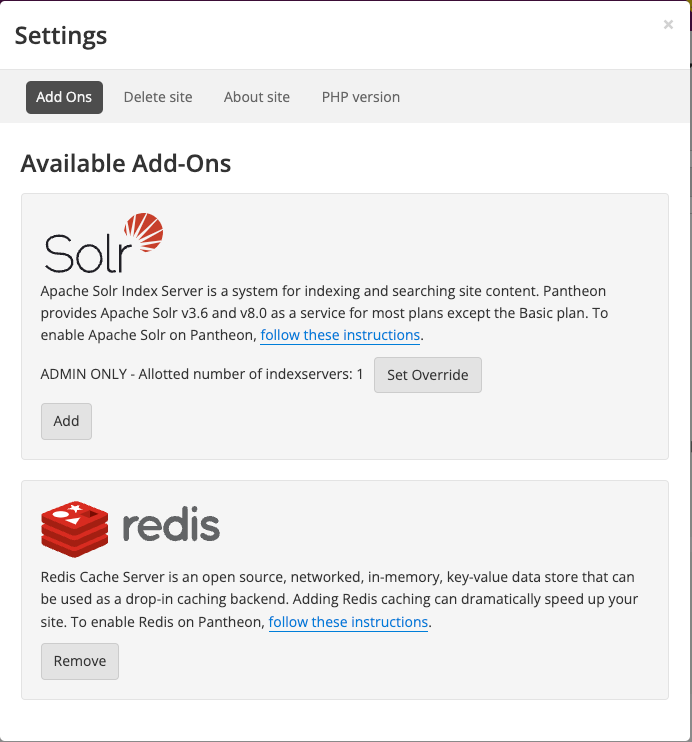 Settings
×
Add Ons Delete site About site PHP version
Available Add-Ons
Solr
Apache Solr Index Server is a system for indexing and searching site content. Pantheon
provides Apache Solr v3.6 and v8.0 as a service for most plans except the Basic plan. To
enable Apache Solr on Pantheon, follow these instructions.
ADMIN ONLY - Allotted number of indexservers: 1 Set Override
Add
redis
Redis Cache Server is an open source, networked, in-memory, key-value data store that can
be used as a drop-in caching backend. Adding Redis caching can dramatically speed up your
site. To enable Redis on Pantheon, follow these instructions.
Remove